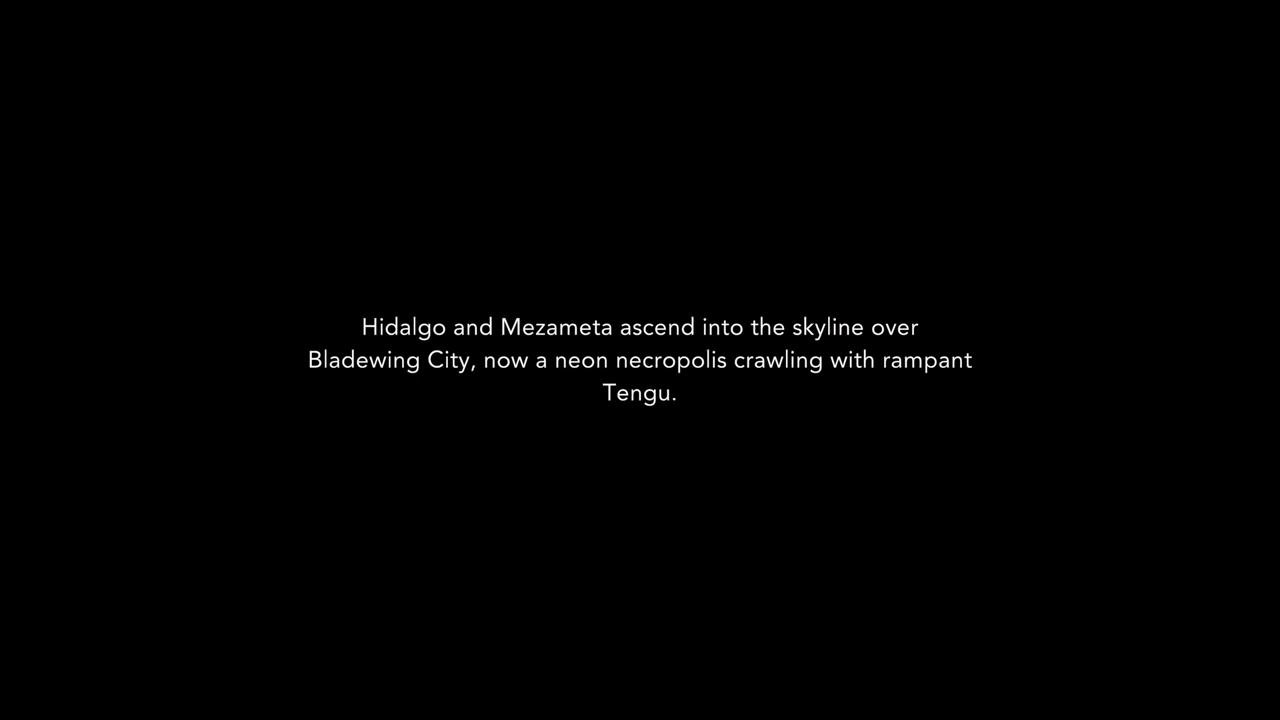 Hidalgo and Mezameta ascend into the skyline over
Bladewing City, now a neon necropolis crawling with rampant
Tengu.